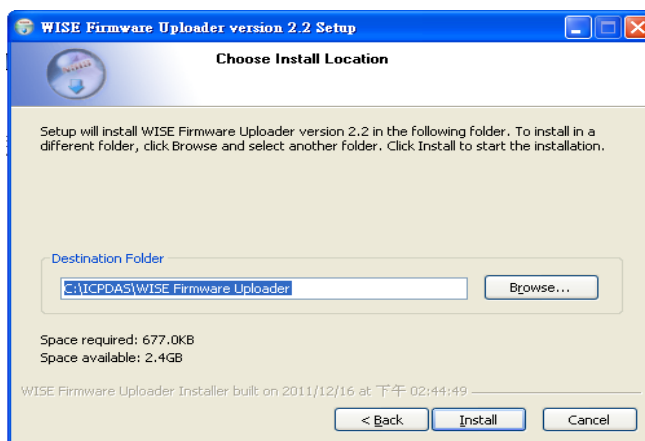 WISE Firmware Uploader version 2.2 Setup
Choose Install Location
Setup will install WISE Firmware Uploader version 2.2 in the following folder. To install in a
different folder, click Browse and select another folder. Click Install to start the installation.
Destination Folder
C:\ICPDAS\WISE Firmware Uploader
Browse...
Space required: 677.0KB
Space available: 2.4GB
WISE Firmware Uploader Installer built on 2011/12/16 at 下午 02:44:49
< Back
Install
Cancel